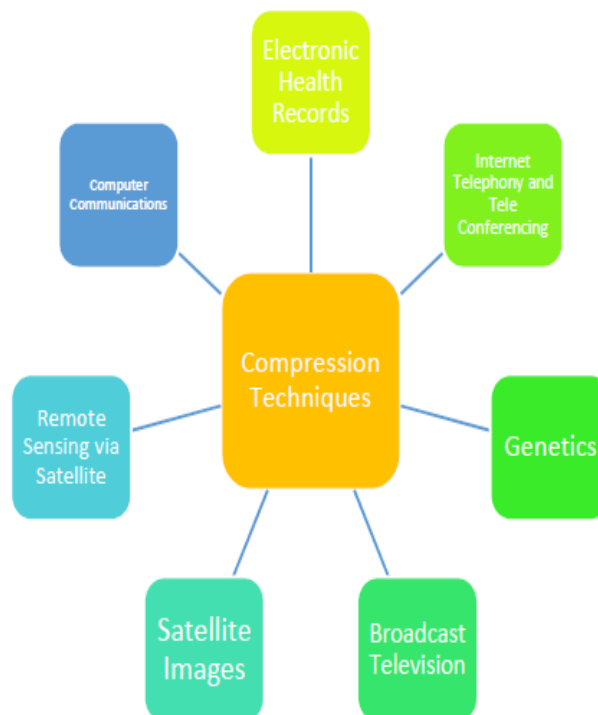 Electronic
Health
Records
Internet
Telephony and
Tele
Conferencing
Computer
Communications
Compression
Techniques
Genetics
Remote
Sensing via
Satellite
Broadcast
Television
Satellite
Images